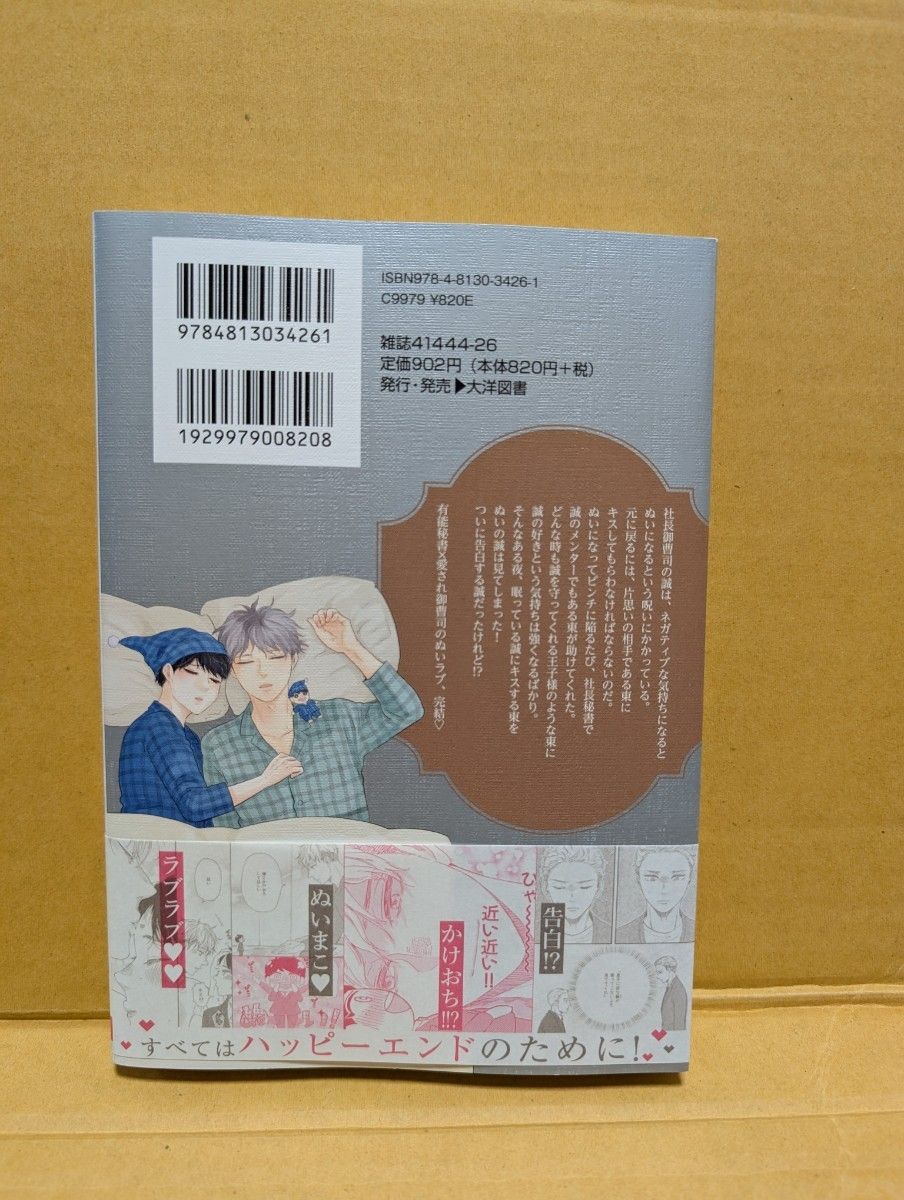 9784813034261
1929979008208
ISBN978-4-8130-3426-1
C9979 ¥820E
雑誌41444-26
定価902円（本体820円＋税）
発行・発売▶大洋図書
社長御曹司の誠は、ネガティブな気持ちになると
ぬいになるという呪いにかかっている。
元に戻るには、片思いの相手である東に
キスしてもらわなければならないのだ。
ぬいになってピンチに陥るたび、社長秘書で
誠のメンターでもある東が助けてくれた。
どんな時も誠を守ってくれる王子様のような東に
誠の好きという気持ちは強くなるばかり。
そんなある夜、眠っている誠にキスする東を
ぬいの誠は見てしまった！
ついに告白する誠だったけれど!?
有能秘書×愛され御曹司のぬいラブ、完結♡
ラブラブ♥♥
ぬいまこ♥
ひゃ〜
近い近い!!
かけおち!!?
告白!?
すべてはハッピーエンドのために!